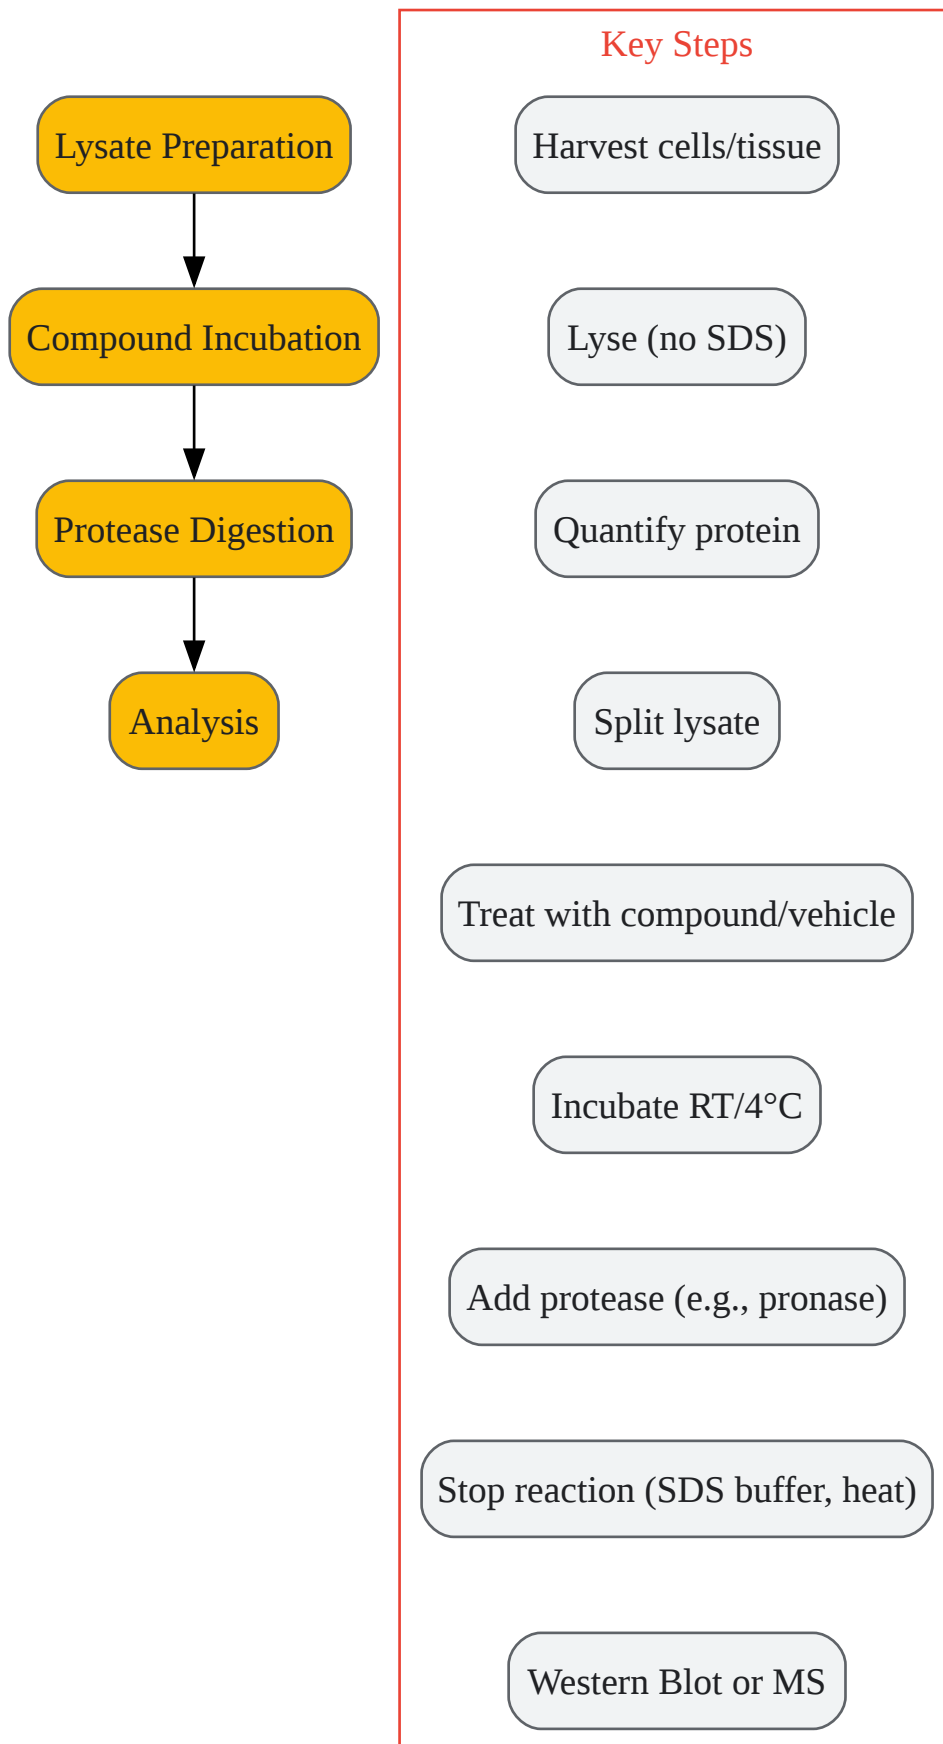 Key Steps
Lysate Preparation
Compound Incubation
Protease Digestion
Analysis
Harvest cells/tissue
Lyse (no SDS)
Quantify protein
Split lysate
Treat with compound/vehicle
Incubate RT/4°C
Add protease (e.g., pronase)
Stop reaction (SDS buffer, heat)
Western Blot or MS